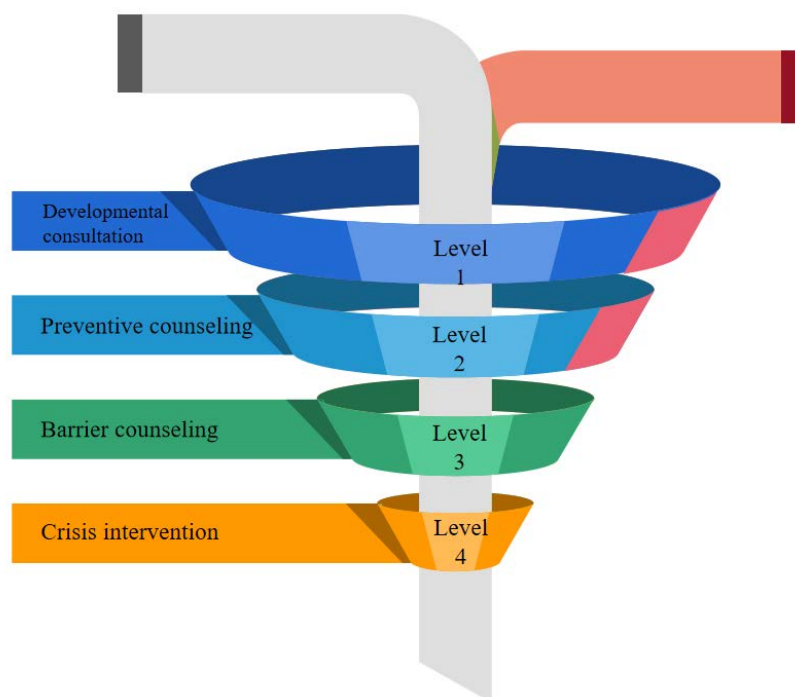 Developmental
consultation
Level
1
Preventive counseling
Level
2
Barrier counseling
Level
3
Crisis intervention
Level
4